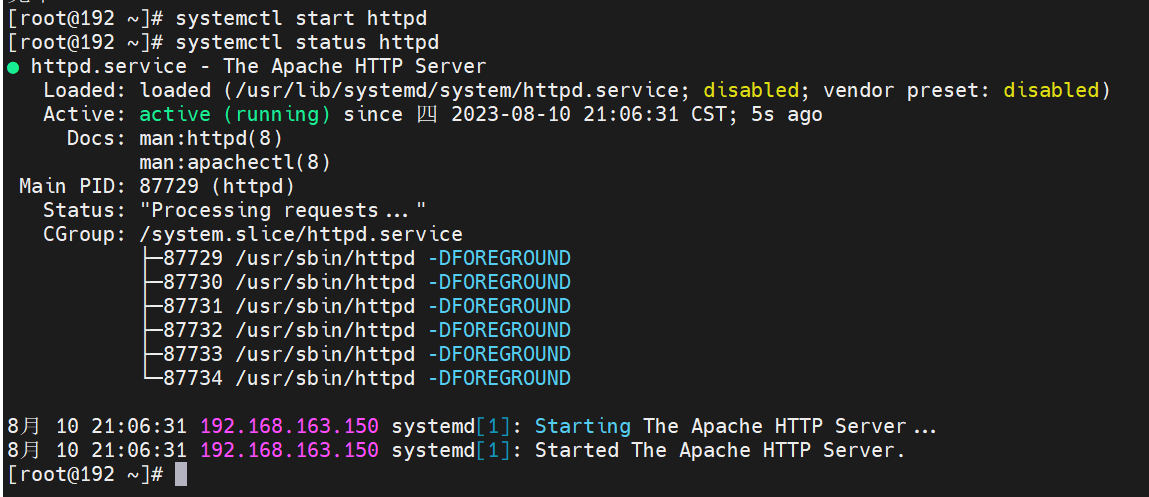 [root@192 ~]# systemctl start httpd
[root@192 ~]# systemctl status httpd
● httpd.service - The Apache HTTP Server
   Loaded: loaded (/usr/lib/systemd/system/httpd.service; disabled; vendor preset: disabled)
   Active: active (running) since 四 2023-08-10 21:06:31 CST; 5s ago
     Docs: man:httpd(8)
           man:apachectl(8)
 Main PID: 87729 (httpd)
   Status: "Processing requests..."
   CGroup: /system.slice/httpd.service
           ├─87729 /usr/sbin/httpd -DFOREGROUND
           ├─87730 /usr/sbin/httpd -DFOREGROUND
           ├─87731 /usr/sbin/httpd -DFOREGROUND
           ├─87732 /usr/sbin/httpd -DFOREGROUND
           ├─87733 /usr/sbin/httpd -DFOREGROUND
           └─87734 /usr/sbin/httpd -DFOREGROUND
8月 10 21:06:31 192.168.163.150 systemd[1]: Starting The Apache HTTP Server...
8月 10 21:06:31 192.168.163.150 systemd[1]: Started The Apache HTTP Server.
[root@192 ~]#